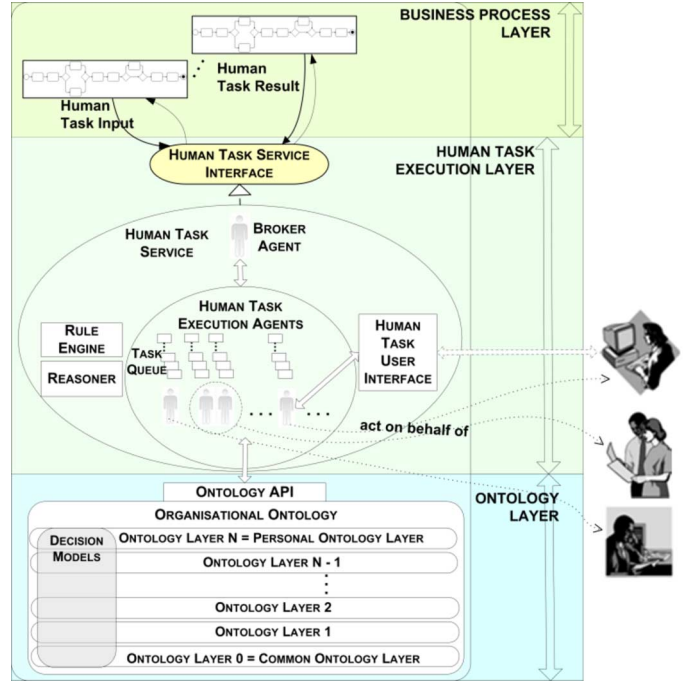 BUSINESS PROCESS
LAYER
Human
Task Result
Human
Task Input
HUMAN TASK SERVICE
INTERFACE
HUMAN TASK
EXECUTION LAYER
HUMAN TASK
SERVICE
BROKER
AGENT
HUMAN TASK
EXECUTION AGENTS
RULE
ENGINE
REASONER
TASK
QUEUE
HUMAN
TASK
USER
INTERFACE
act on behalf of
ONTOLOGY API
ONTOLOGY
LAYER
ORGANISATIONAL ONTOLOGY
DECISION
MODELS
ONTOLOGY LAYER N = PERSONAL ONTOLOGY LAYER
ONTOLOGY LAYER N - 1
ONTOLOGY LAYER 2
ONTOLOGY LAYER 1
ONTOLOGY LAYER 0 = COMMON ONTOLOGY LAYER